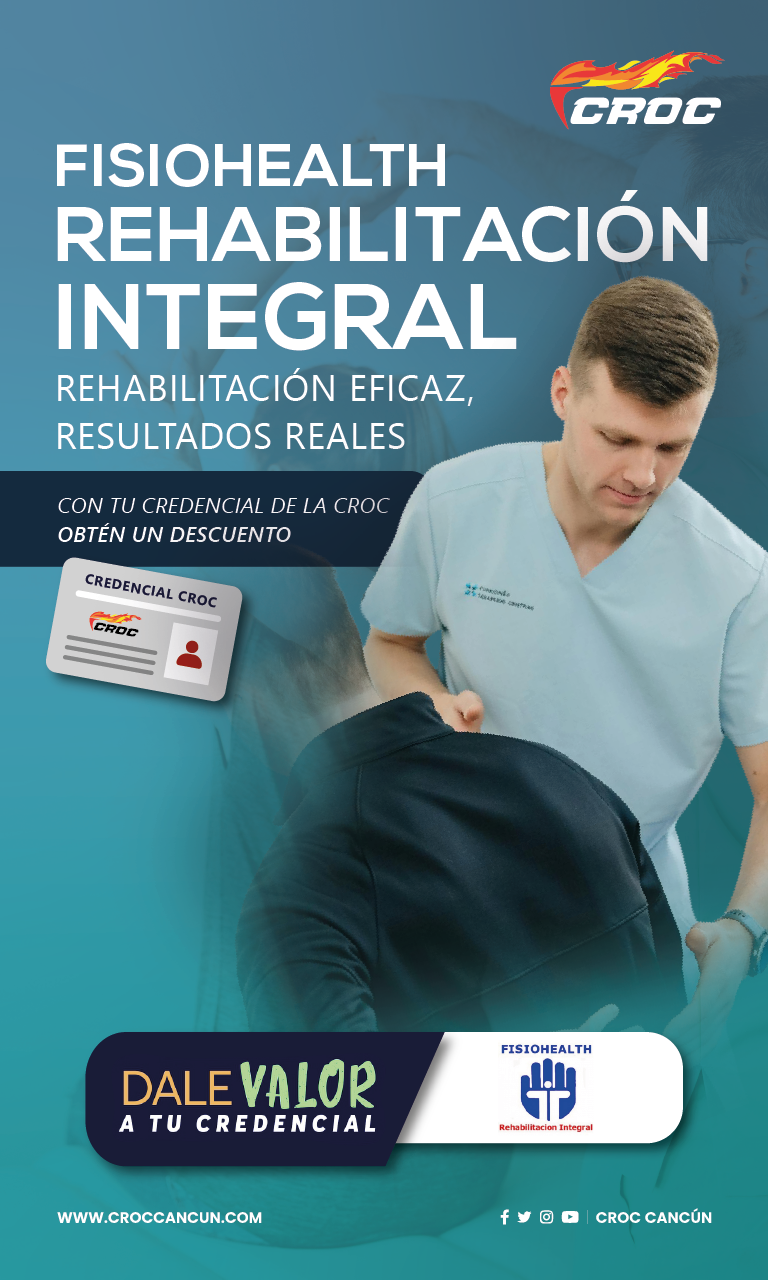 CROC
FISIOHEALTH
REHABILITACIÓN
INTEGRAL
REHABILITACIÓN EFICAZ,
RESULTADOS REALES
CON TU CREDENCIAL DE LA CROC
OBTÉN UN DESCUENTO
CREDENCIAL CROC
CROC
DALE VALOR
A TU CREDENCIAL
FISIOHEALTH
Rehabilitacion Integral
WWW.CROCCANCUN.COM
CROC CANCÚN